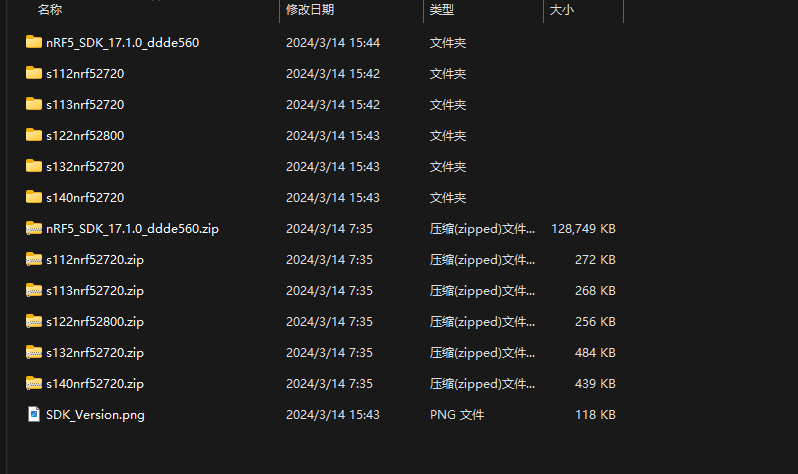 名称 修改日期 类型 大小
nRF5_SDK_17.1.0_ddde560 2024/3/14 15:44 文件夹
s112nrf52720 2024/3/14 15:42 文件夹
s113nrf52720 2024/3/14 15:42 文件夹
s122nrf52800 2024/3/14 15:43 文件夹
s132nrf52720 2024/3/14 15:43 文件夹
s140nrf52720 2024/3/14 15:43 文件夹
nRF5_SDK_17.1.0_ddde560.zip 2024/3/14 7:35 压缩(zipped)文件... 128,749 KB
s112nrf52720.zip 2024/3/14 7:35 压缩(zipped)文件... 272 KB
s113nrf52720.zip 2024/3/14 7:35 压缩(zipped)文件... 268 KB
s122nrf52800.zip 2024/3/14 7:35 压缩(zipped)文件... 256 KB
s132nrf52720.zip 2024/3/14 7:35 压缩(zipped)文件... 484 KB
s140nrf52720.zip 2024/3/14 7:35 压缩(zipped)文件... 439 KB
SDK_Version.png 2024/3/14 15:43 PNG 文件 118 KB